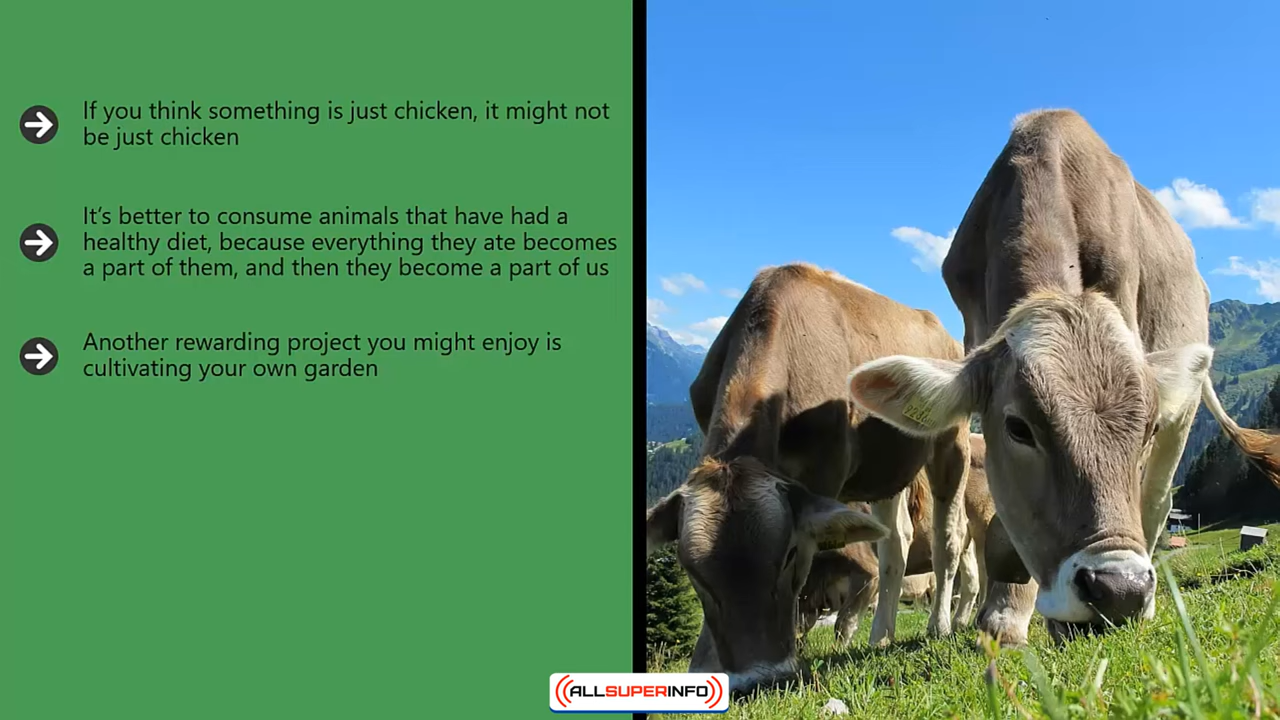 If you think something is just chicken, it might not
be just chicken
It's better to consume animals that have had a
healthy diet, because everything they ate becomes
a part of them, and then they become a part of us
Another rewarding project you might enjoy is
cultivating your own garden
ALLSUPERINFO